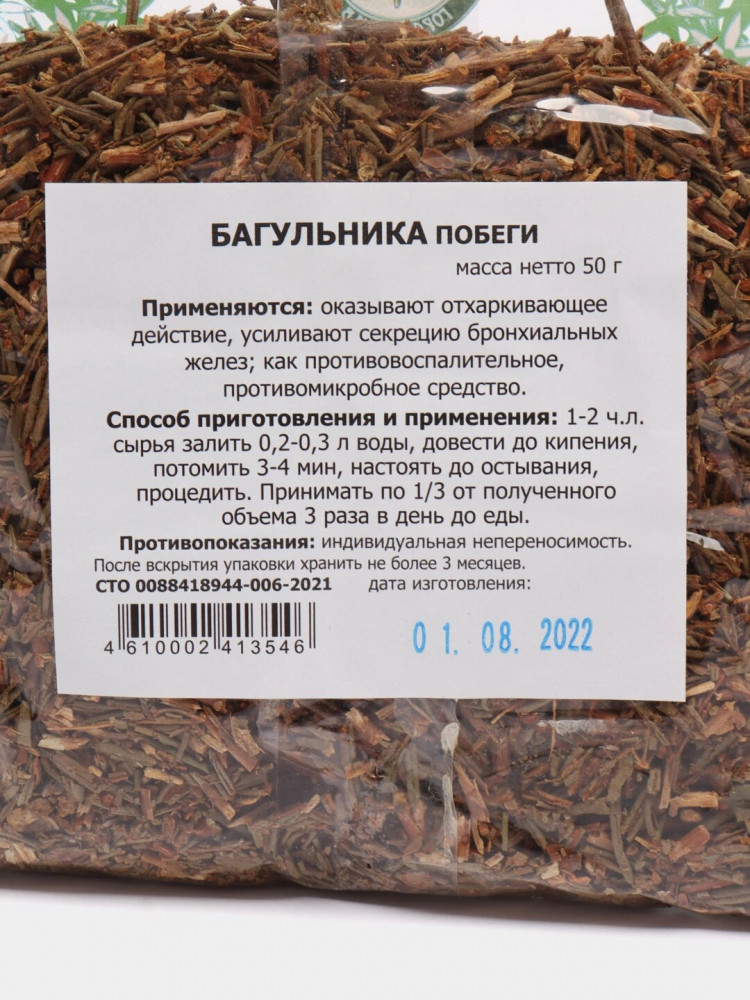 БАГУЛЬНИКА ПОБЕГИ
масса нетто 50 г
Применяются: оказывают отхаркивающее
действие, усиливают секрецию бронхиальных
желез; как противовоспалительное,
противомикробное средство.
Способ приготовления и применения: 1-2 ч.л.
сырья залить 0,2-0,3 л воды, довести до кипения,
потомить 3-4 мин, настоять до остывания,
процедить. Принимать по 1/3 от полученного
объема 3 раза в день до еды.
Противопоказания: индивидуальная непереносимость.
После вскрытия упаковки хранить не более 3 месяцев.
СТО 0088418944-006-2021 дата изготовления:
4 610002 413546
01. 08. 2022